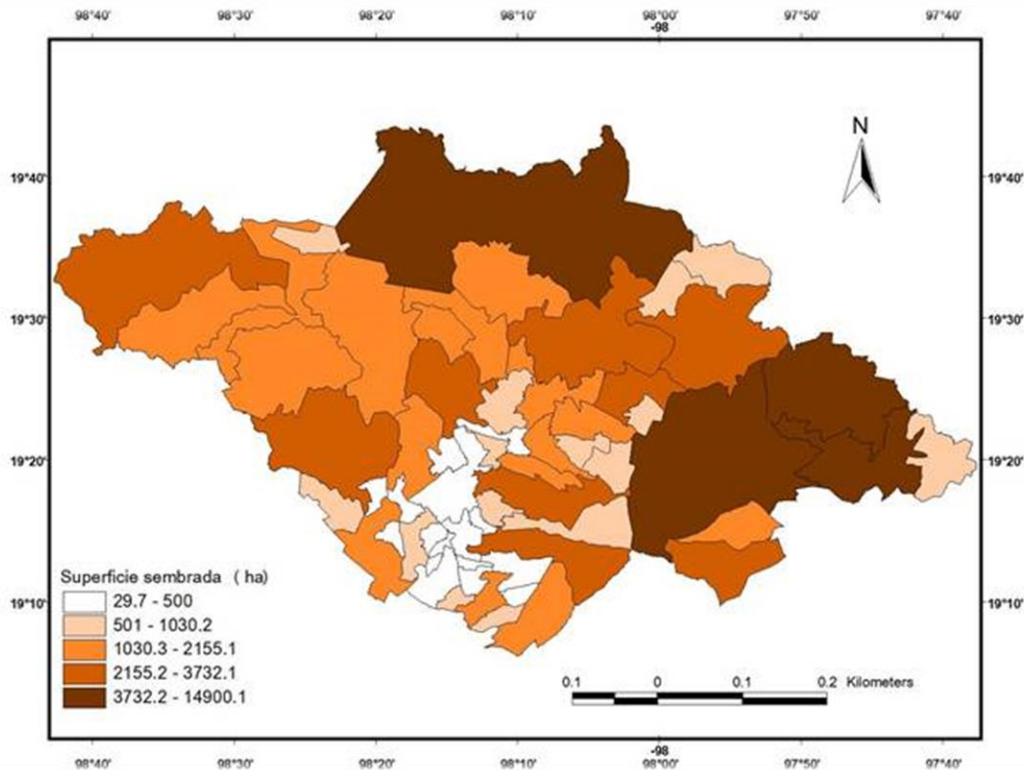 98°40' 98°30' 98°20' 98°10' 98°00' 97°50' 97°40'
-98
N
19°40' 19°40'
19°30' 19°30'
19°20' 19°20'
19°10' 19°10'
Superficie sembrada ( ha)
29.7 - 500
501 - 1030.2
1030.3 - 2155.1
2155.2 - 3732.1
3732.2 - 14900.1
0.1 0 0.1 0.2 Kilometers
-98
98°40' 98°30' 98°20' 98°10' 98°00' 97°50' 97°40'